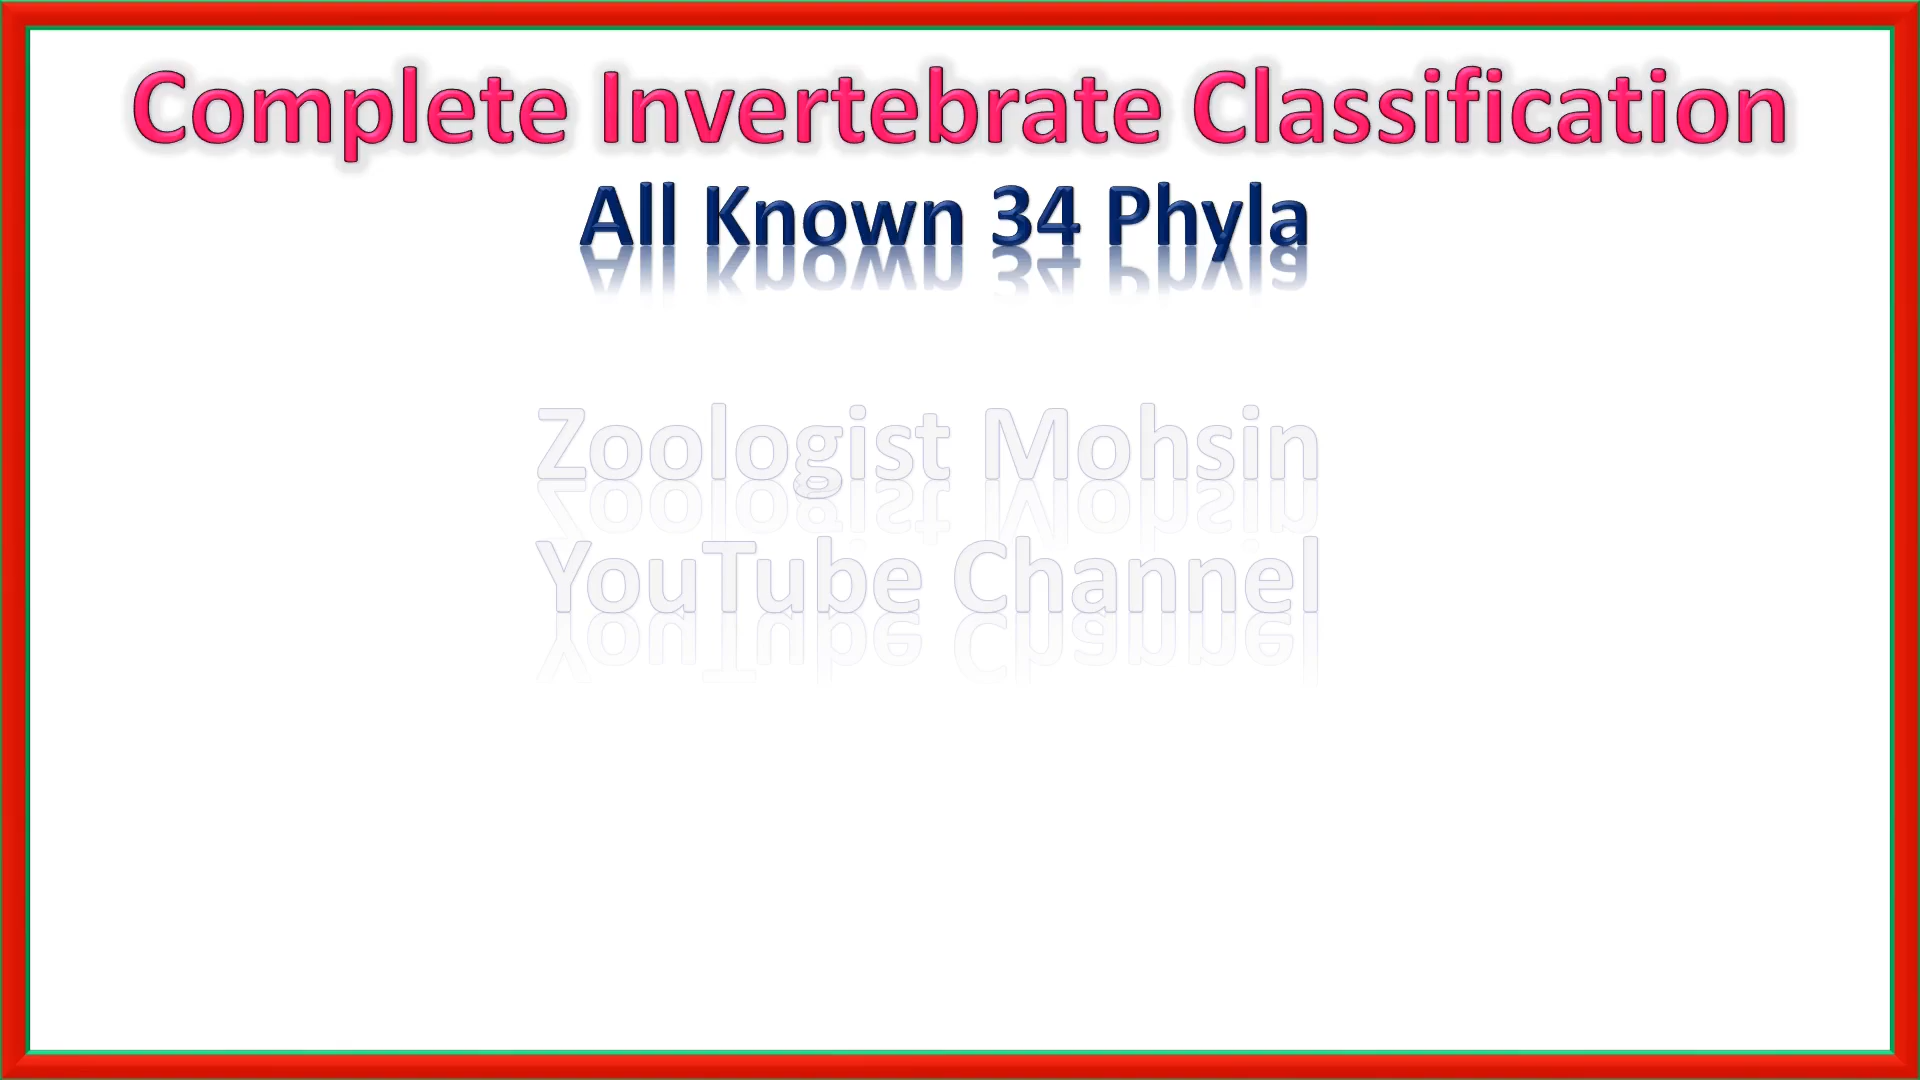 Complete Invertebrate Classification
All Known 34 Phyla
Zoologist Mohsin
YouTube Channel